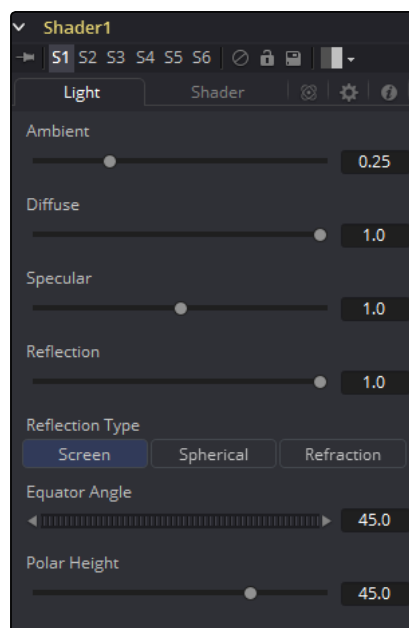 Shader1
S1 S2 S3 S4 S5 S6
Light Shader
Ambient
0.25
Diffuse
1.0
Specular
1.0
Reflection
1.0
Reflection Type
Screen Spherical Refraction
Equator Angle
45.0
Polar Height
45.0